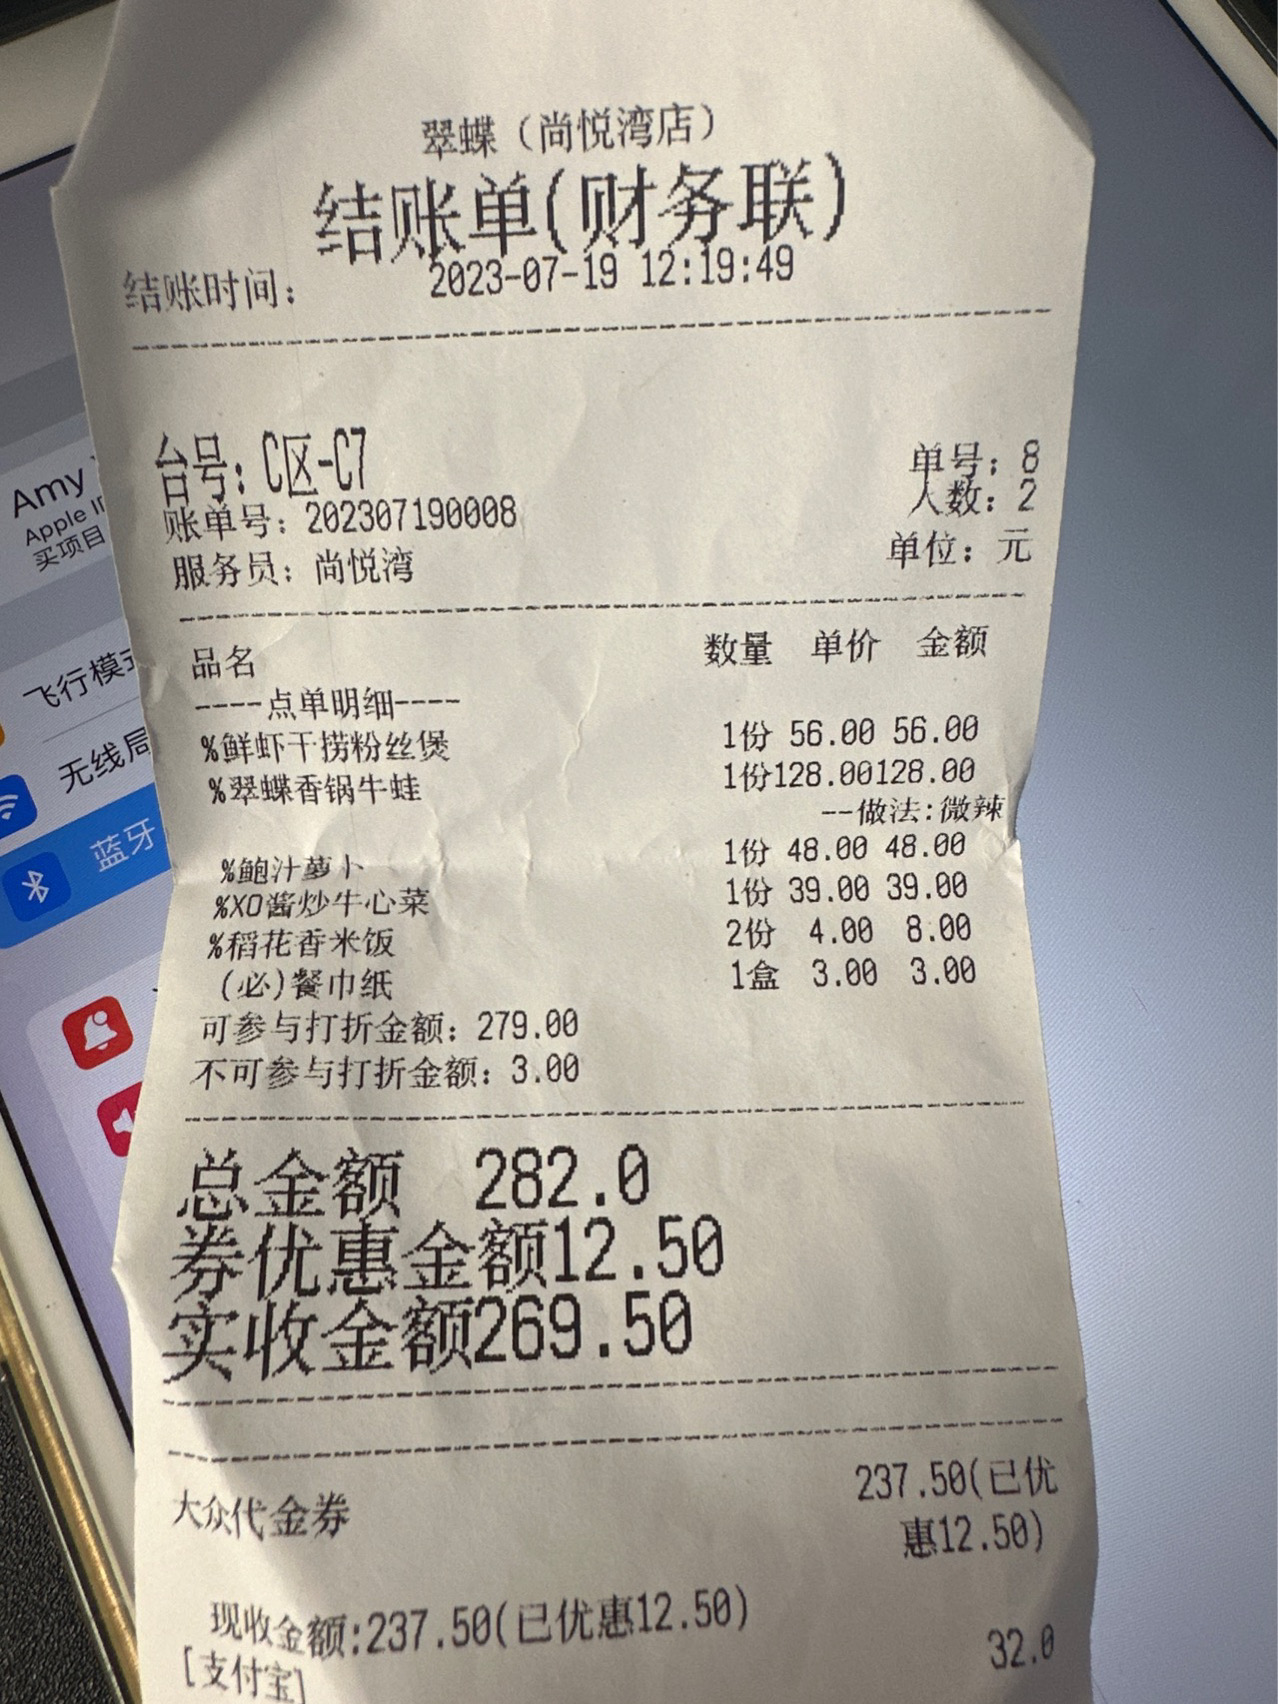 翠蝶（尚悦湾店）
结账单(财务联)
结账时间： 2023-07-19 12:19:49
台号：C区-C7
单号：8
账单号：202307190008
人数：2
服务员：尚悦湾
单位：元
品名 数量 单价 金额
----点单明细----
%鲜虾干捞粉丝煲 1份 56.00 56.00
%翠蝶香锅牛蛙 1份128.00128.00
--做法:微辣
%鲍汁萝卜 1份 48.00 48.00
%XO酱炒牛心菜 1份 39.00 39.00
%稻花香米饭 2份 4.00 8.00
(必)餐巾纸 1盒 3.00 3.00
可参与打折金额：279.00
不可参与打折金额：3.00
总金额 282.0
券优惠金额12.50
实收金额269.50
大众代金券 237.50(已优
惠12.50)
现收金额:237.50(已优惠12.50)
[支付宝] 32.0
Amy
Apple I
买项目
飞行模式
无线局
蓝牙